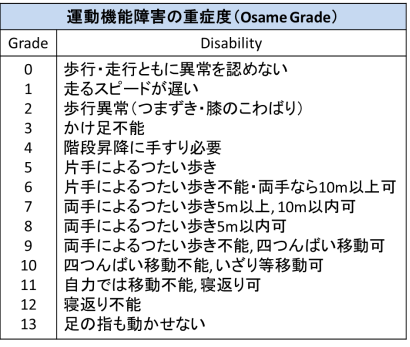 運動機能障害の重症度(Osame Grade)
Grade Disability
0 歩行・走行ともに異常を認めない
1 走るスピードが遅い
2 歩行異常(つまずき・膝のこわばり)
3 かけ足不能
4 階段昇降に手すり必要
5 片手によるつたい歩き
6 片手によるつたい歩き不能・両手なら10m以上可
7 両手によるつたい歩き5m以上,10m以内可
8 両手によるつたい歩き5m以内可
9 両手によるつたい歩き不能,四つんばい移動可
10 四つんばい移動不能,いざり等移動可
11 自力では移動不能,寝返り可
12 寝返り不能
13 足の指も動かせない